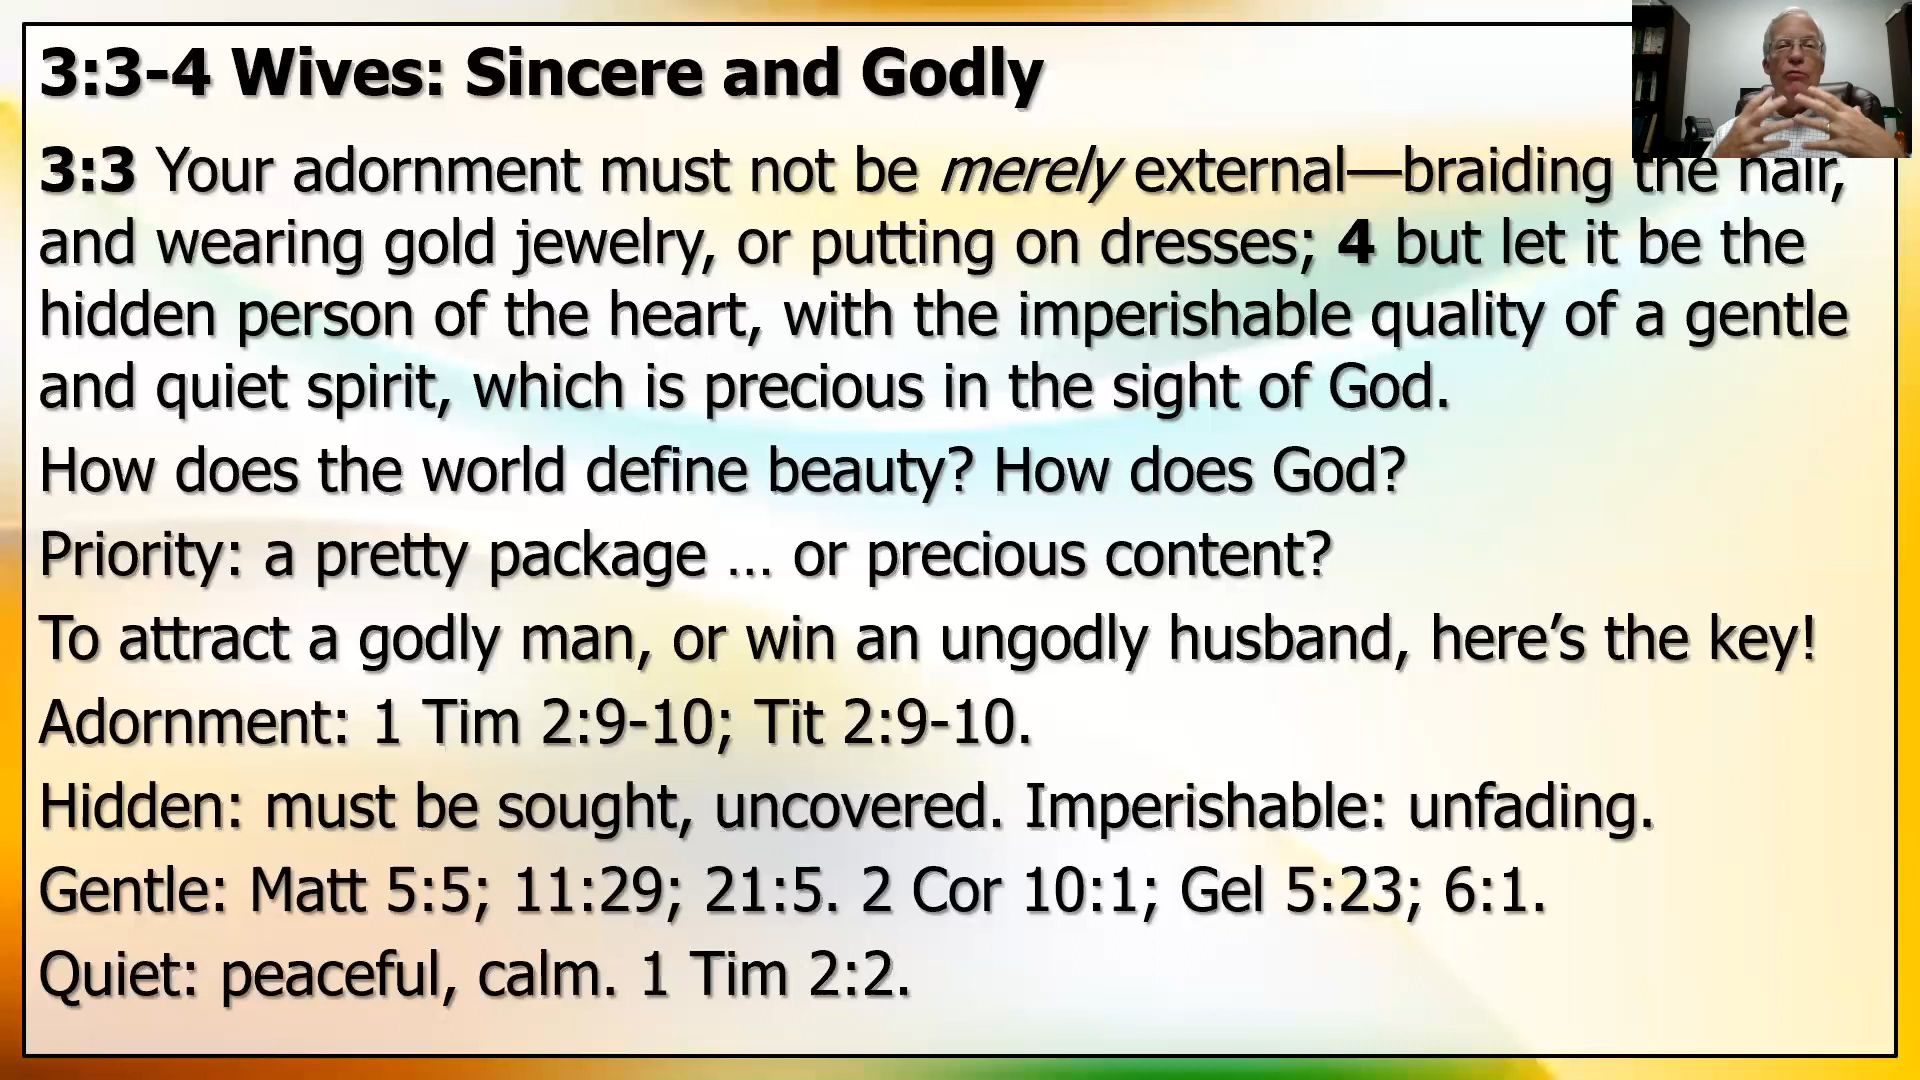 3:3-4 Wives: Sincere and Godly
3:3 Your adornment must not be merely external—braiding the hair,
and wearing gold jewelry, or putting on dresses; 4 but let it be the
hidden person of the heart, with the imperishable quality of a gentle
and quiet spirit, which is precious in the sight of God.
How does the world define beauty? How does God?
Priority: a pretty package … or precious content?
To attract a godly man, or win an ungodly husband, here’s the key!
Adornment: 1 Tim 2:9-10; Tit 2:9-10.
Hidden: must be sought, uncovered. Imperishable: unfading.
Gentle: Matt 5:5; 11:29; 21:5. 2 Cor 10:1; Gel 5:23; 6:1.
Quiet: peaceful, calm. 1 Tim 2:2.